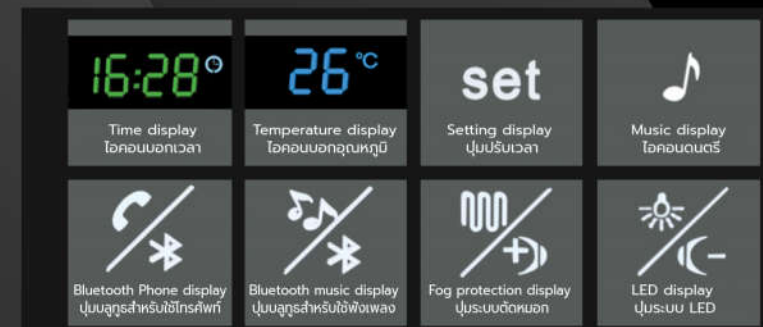 16:28
26 °C
set
Time display
ไอคอนบอกเวลา
Temperature display
ไอคอนบอกอุณหภูมิ
Setting display
ปุ่มปรับเวลา
Music display
ไอคอนดนตรี
Bluetooth Phone display
ปุ่มบลูทูธสำหรับใช้โทรศัพท์
Bluetooth music display
ปุ่มบลูทูธสำหรับใช้ฟังเพลง
Fog protection display
ปุ่มระบบตัดหมอก
LED display
ปุ่มระบบ LED